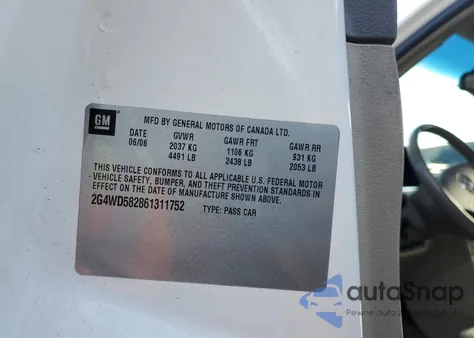 GM
MFD BY GENERAL MOTORS OF CANADA LTD.
DATE GVWR GAWR FRT GAWR RR
06/06 2037 KG 1106 KG 931 KG
4491 LB 2438 LB 2053 LB
THIS VEHICLE CONFORMS TO ALL APPLICABLE U.S. FEDERAL MOTOR
VEHICLE SAFETY, BUMPER, AND THEFT PREVENTION STANDARDS
IN EFFECT ON THE DATE OF MANUFACTURE SHOWN ABOVE.
2G4WD582861311752 TYPE: PASS CAR
autoSnap
Pewne auto